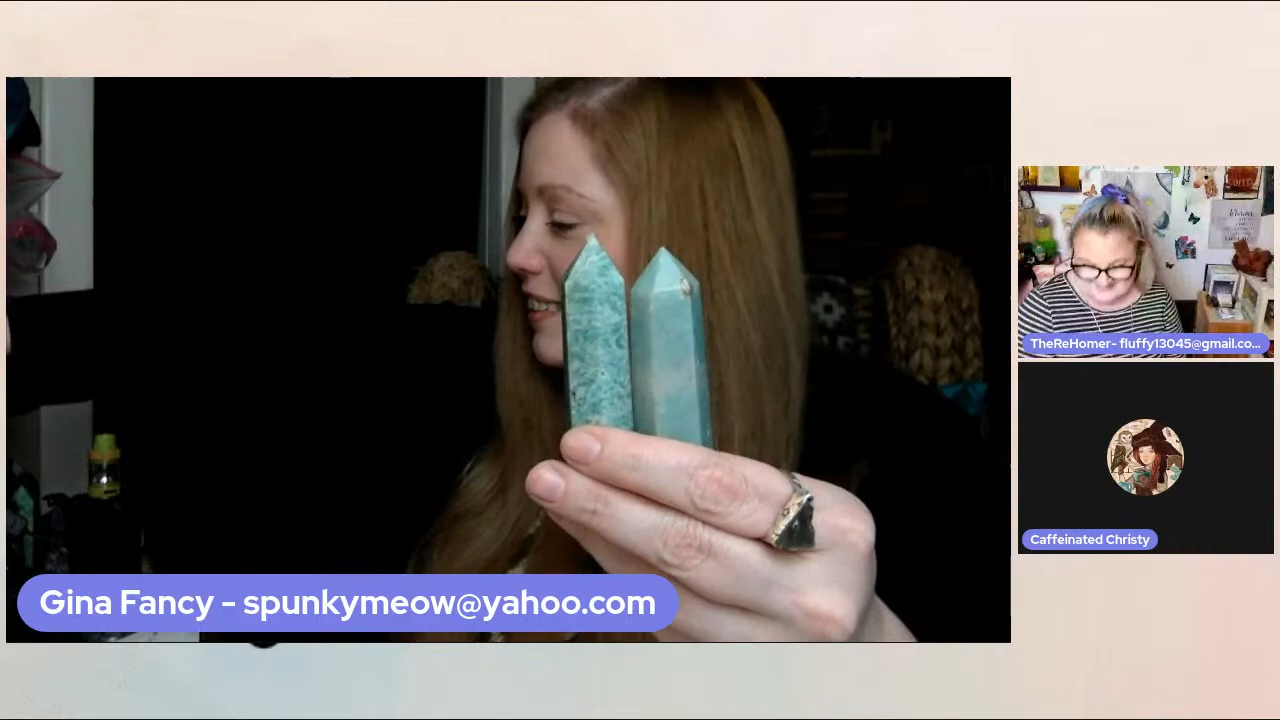 Gina Fancy - spunkymeow@yahoo.com
TheReHomer- fluffy13045@gmail.co...
Caffeinated Christy